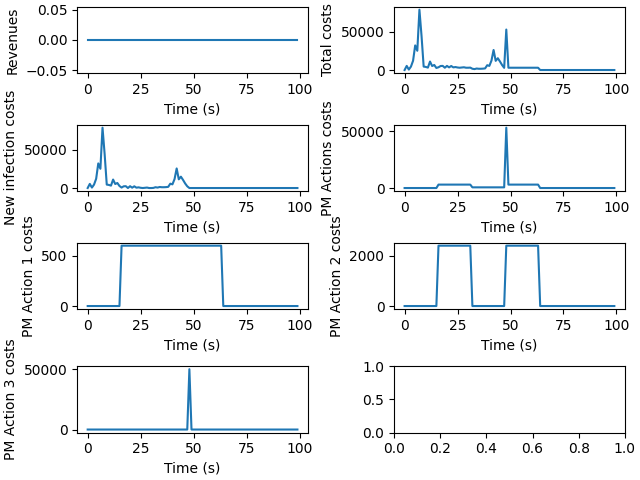 Revenues
0.05
0.00
−0.05
0 25 50 75 100
Time (s)
Total costs
50000
0
0 25 50 75 100
Time (s)
New infection costs
50000
0
0 25 50 75 100
Time (s)
PM Actions costs
50000
0
0 25 50 75 100
Time (s)
PM Action 1 costs
500
0
0 25 50 75 100
Time (s)
PM Action 2 costs
2000
0
0 25 50 75 100
Time (s)
PM Action 3 costs
50000
0
0 25 50 75 100
Time (s)
1.0
0.5
0.0
0.0 0.2 0.4 0.6 0.8 1.0